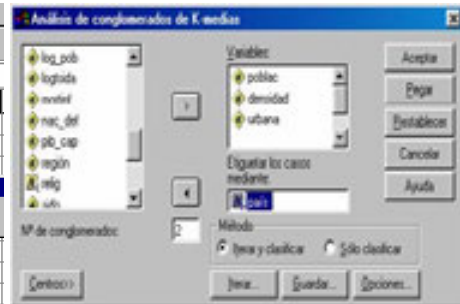 Análisis de conglomerados de K-medias
log_pob
logtsida
mortinf
nac_def
pib_cap
región
relig
sida
Nº de conglomerados:
2
Centros>>
Variables:
poblac
densidad
urbana
Etiquetar los casos
mediante:
país
Método
Iterar y clasificar
Sólo clasificar
Iterar...
Guardar...
Opciones...
Aceptar
Pegar
Restablecer
Cancelar
Ayuda